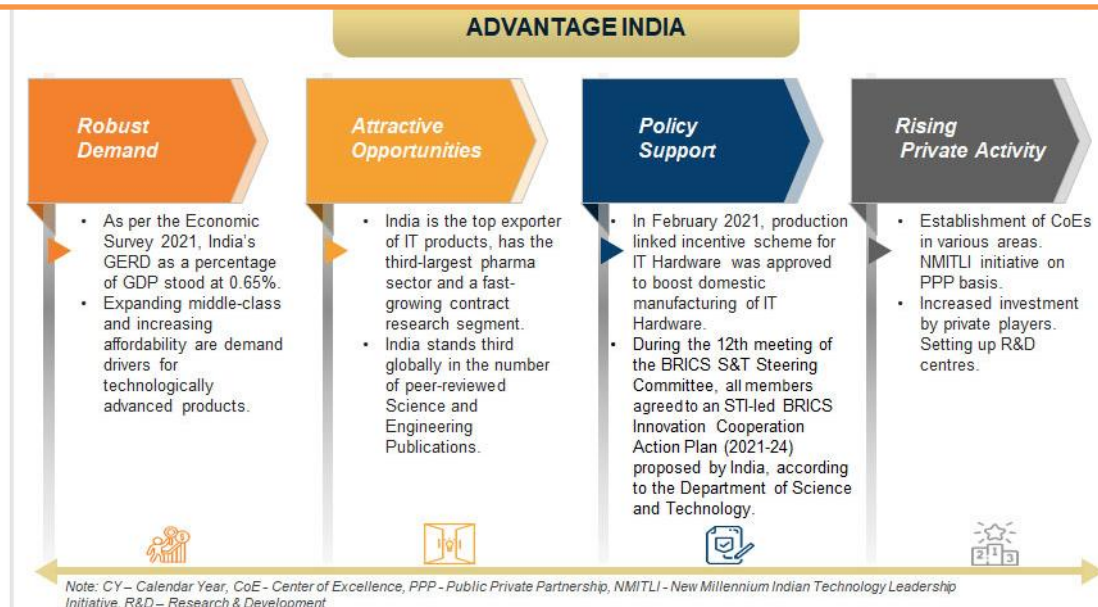 ADVANTAGE INDIA
Robust
Demand
• As per the Economic
Survey 2021, India's
GERD as a percentage
of GDP stood at 0.65%.
• Expanding middle-class
and increasing
affordability are demand
drivers for
technologically
advanced products.
Attractive
Opportunities
• India is the top exporter
of IT products, has the
third-largest pharma
sector and a fast-
growing contract
research segment.
• India stands third
globally in the number
of peer-reviewed
Science and
Engineering
Publications.
Policy
Support
• In February 2021, production
linked incentive scheme for
IT Hardware was approved
to boost domestic
manufacturing of IT
Hardware.
• During the 12th meeting of
the BRICS S&T Steering
Committee, all members
agreed to an STI-led BRICS
Innovation Cooperation
Action Plan (2021-24)
proposed by India, according
to the Department of Science
and Technology.
Rising
Private Activity
• Establishment of CoEs
in various areas.
NMITLI initiative on
PPP basis.
• Increased investment
by private players.
Setting up R&D
centres.
2 1 3
Note: CY – Calendar Year, CoE - Center of Excellence, PPP - Public Private Partnership, NMITLI - New Millennium Indian Technology Leadership
Initiative, R&D – Research & Development